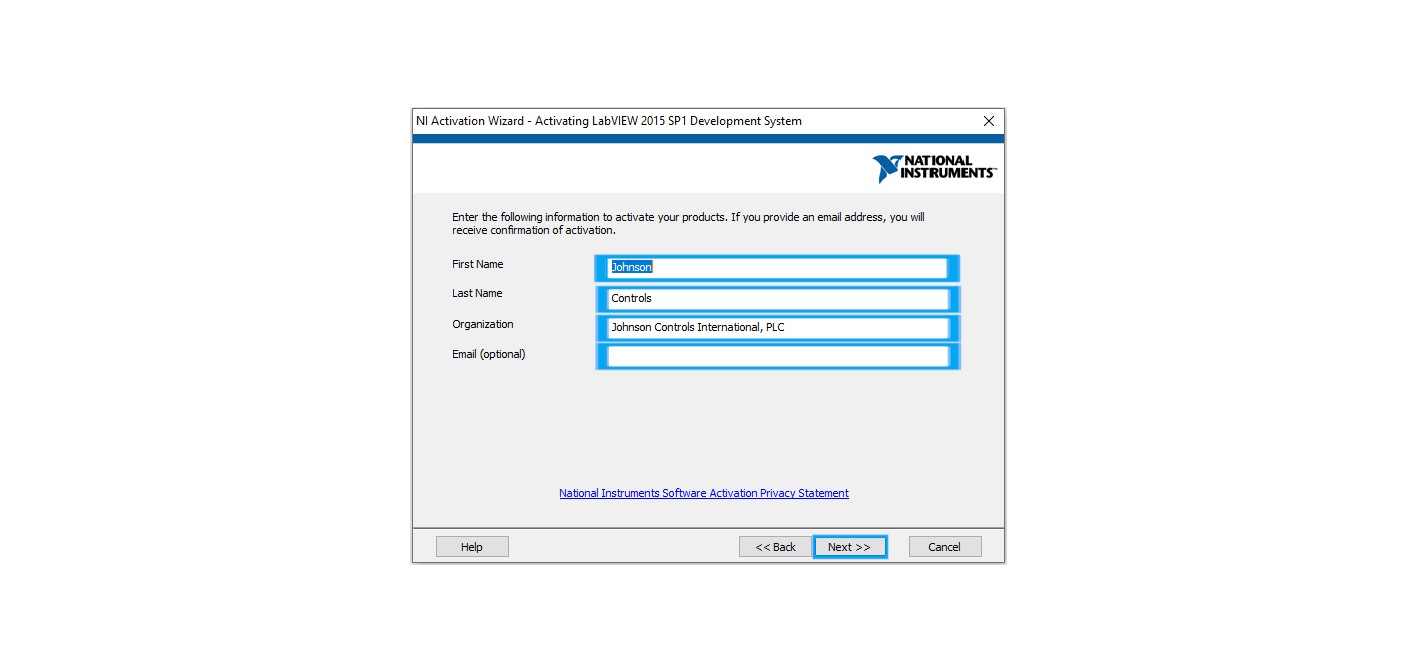 NI Activation Wizard - Activating LabVIEW 2015 SP1 Development System
NATIONAL
INSTRUMENTS™
Enter the following information to activate your products. If you provide an email address, you will
receive confirmation of activation.
First Name
Johnson
Last Name
Controls
Organization
Johnson Controls International, PLC
Email (optional)
National Instruments Software Activation Privacy Statement
Help
<< Back
Next >>
Cancel